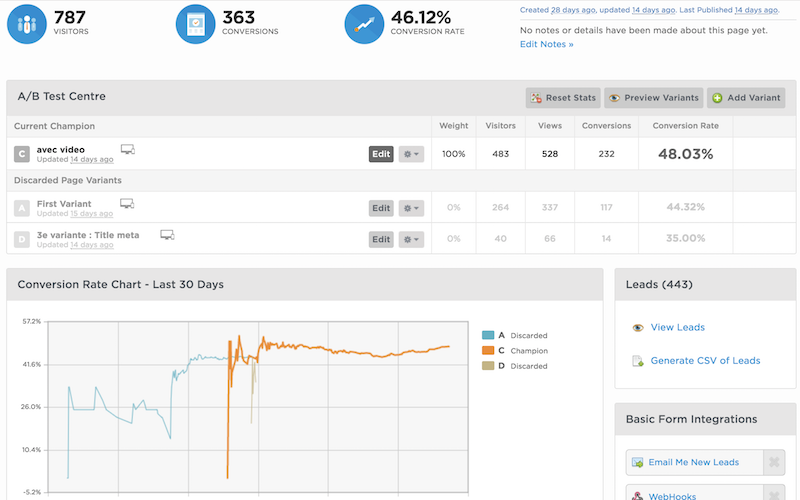 787
VISITORS
363
CONVERSIONS
46.12%
CONVERSION RATE
Created 28 days ago, updated 14 days ago. Last Published 14 days ago.
No notes or details have been made about this page yet.
Edit Notes »
A/B Test Centre
Reset Stats
Preview Variants
Add Variant
Current Champion
Weight Visitors Views Conversions Conversion Rate
C avec video Edit 100% 483 528 232 48.03%
Updated 14 days ago
Discarded Page Variants
A First Variant Edit 0% 264 337 117 44.32%
Updated 15 days ago
D 3e variante : Title meta Edit 0% 40 66 14 35.00%
Updated 14 days ago
Conversion Rate Chart - Last 30 Days
57.2%
41.6%
26.0%
10.4%
-5.2%
A Discarded
C Champion
D Discarded
Leads (443)
View Leads
Generate CSV of Leads
Basic Form Integrations
Email Me New Leads
WebHooks